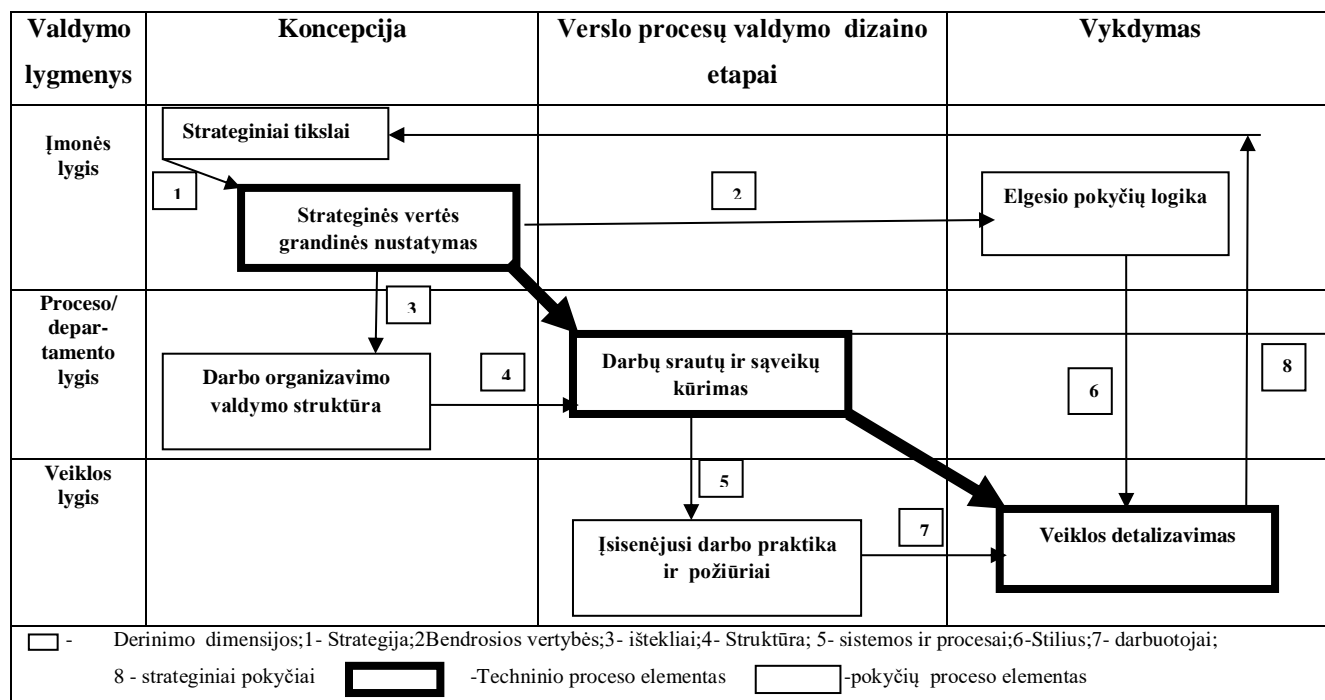 Valdymo
lygmenys
Koncepcija
Verslo procesų valdymo dizaino
etapai
Vykdymas
Įmonės
lygis
Strateginiai tikslai
1
Strateginės vertės
grandinės nustatymas
2
Elgesio pokyčių logika
3
Proceso/
depar-
tamento
lygis
Darbo organizavimo
valdymo struktūra
4
Darbų srautų ir sąveikų
kūrimas
6
8
Veiklos
lygis
5
Įsisenėjusi darbo praktika
ir požiūriai
7
Veiklos detalizavimas
- Derinimo dimensijos;1- Strategija;2Bendrosios vertybės;3- ištekliai;4- Struktūra; 5- sistemos ir procesai;6-Stilius;7- darbuotojai;
8 - strateginiai pokyčiai -Techninio proceso elementas -pokyčių proceso elementas